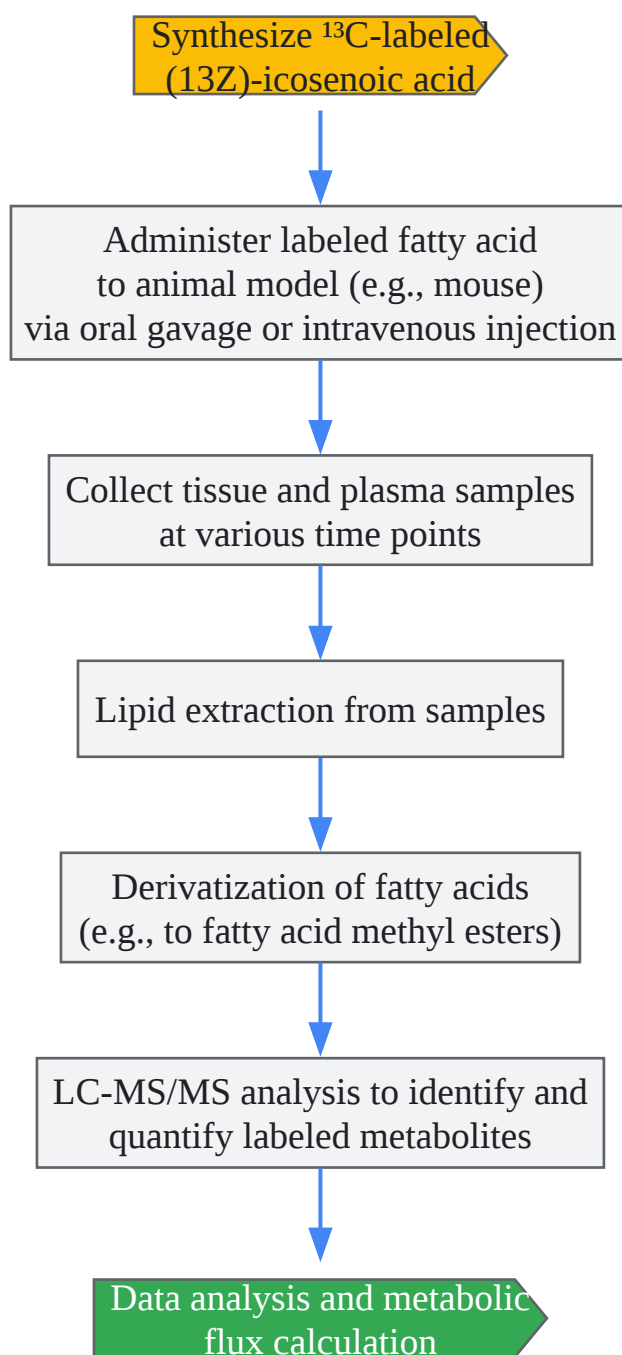 Synthesize ¹³C-labeled
(13Z)-icosenoic acid
Administer labeled fatty acid
to animal model (e.g., mouse)
via oral gavage or intravenous injection
Collect tissue and plasma samples
at various time points
Lipid extraction from samples
Derivatization of fatty acids
(e.g., to fatty acid methyl esters)
LC-MS/MS analysis to identify and
quantify labeled metabolites
Data analysis and metabolic
flux calculation